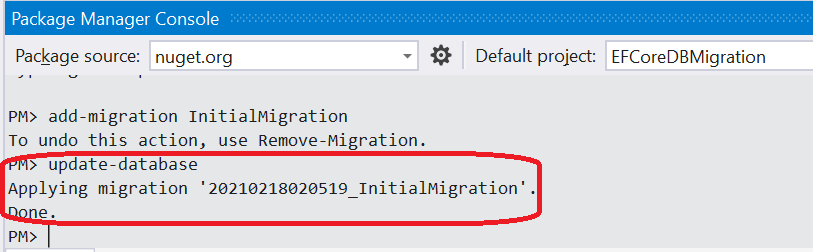 Package Manager Console
Package source: nuget.org Default project: EFCoreDBMigration
PM> add-migration InitialMigration
To undo this action, use Remove-Migration.
PM> update-database
Applying migration '20210218020519_InitialMigration'.
Done.
PM>